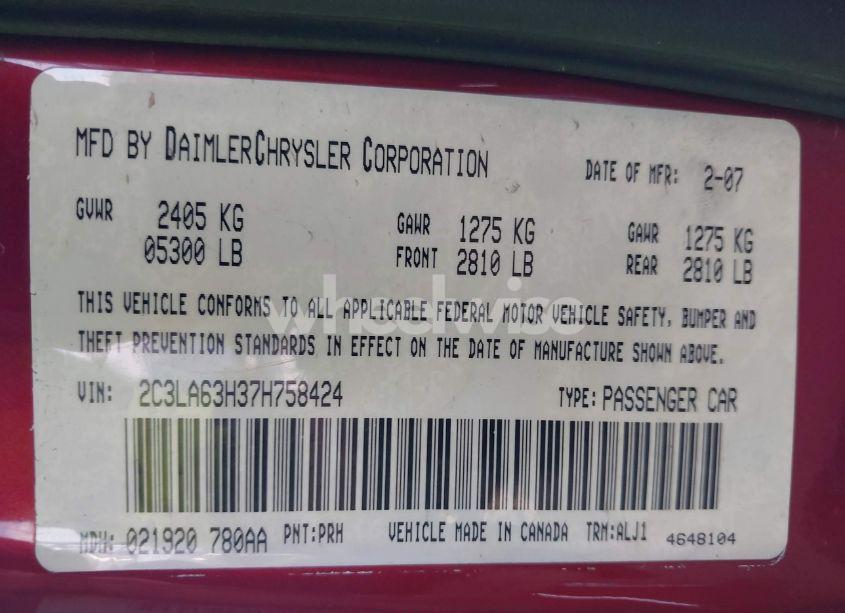 MFD BY DAIMLERCHRYSLER CORPORATION DATE OF MFR: 2-07
GVWR 2405 KG GAWR 1275 KG GAWR 1275 KG
05300 LB FRONT 2810 LB REAR 2810 LB
THIS VEHICLE CONFORMS TO ALL APPLICABLE FEDERAL MOTOR VEHICLE SAFETY, BUMPER AND
wheelwise
THEFT PREVENTION STANDARDS IN EFFECT ON THE DATE OF MANUFACTURE SHOWN ABOVE.
VIN: 2C3LA63H37H758424 TYPE: PASSENGER CAR
MDH: 021920 780AA PNT:PRH VEHICLE MADE IN CANADA TRM:ALJ1 4648104